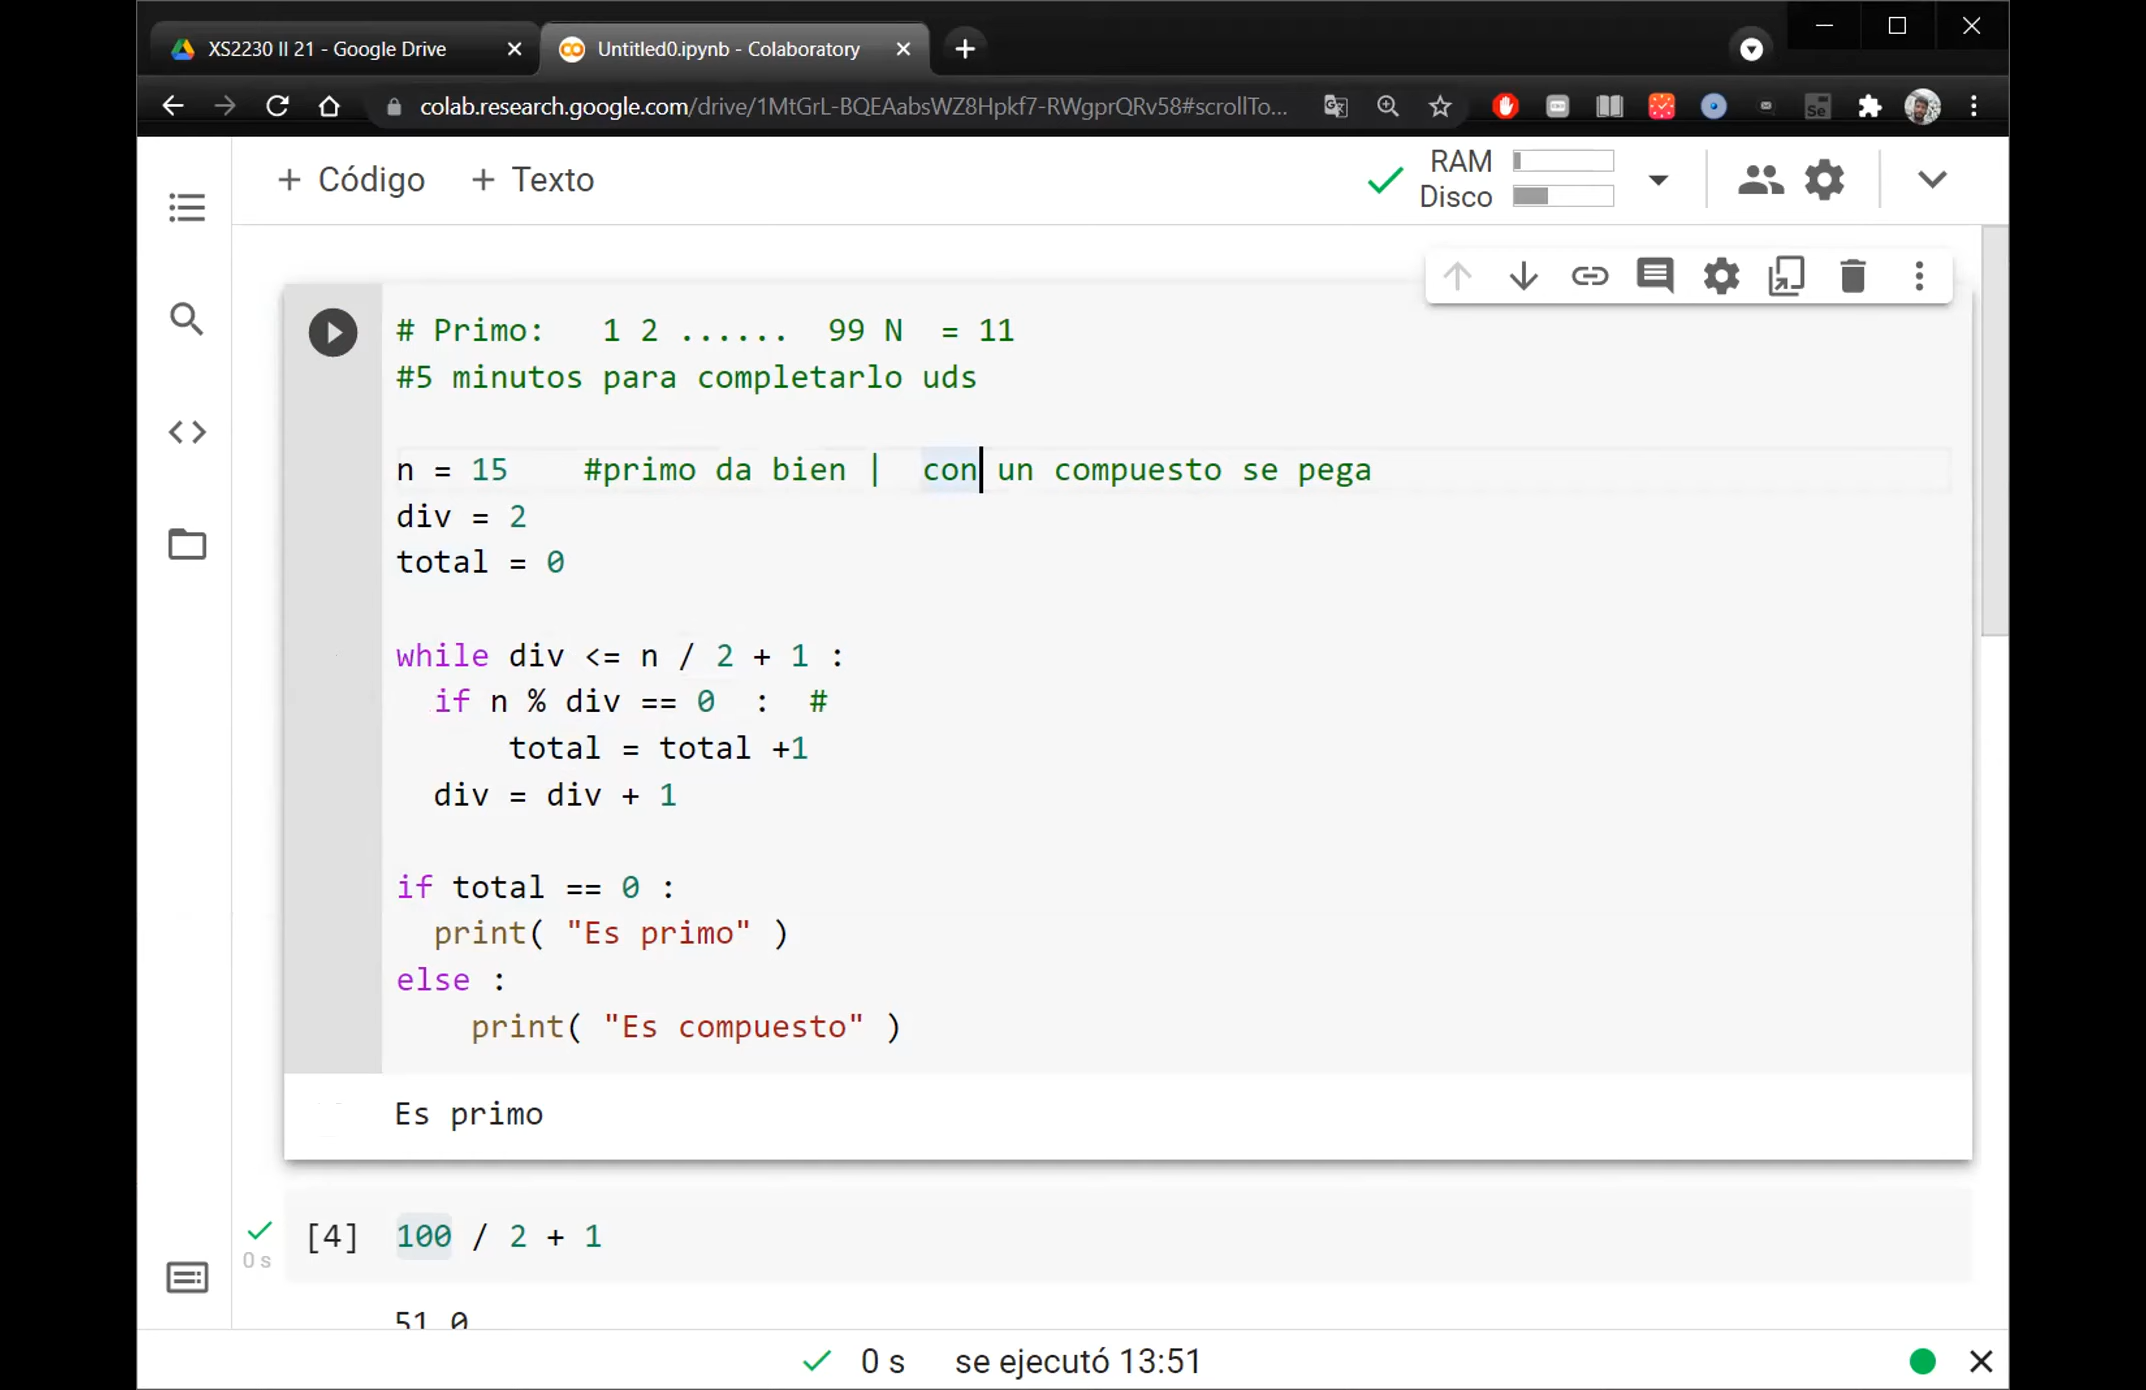 XS2230 II 21 - Google Drive
Untitled0.ipynb - Colaboratory
colab.research.google.com/drive/1MtGrL-BQEAabsWZ8Hpkf7-RWgprQRv58#scrollTo...
+ Código + Texto
RAM
Disco
# Primo:   1 2 ......  99 N  = 11
#5 minutos para completarlo uds
n = 15    #primo da bien |  con un compuesto se pega
div = 2
total = 0
while div <= n / 2 + 1 :
  if n % div == 0  :  #
      total = total +1
  div = div + 1
if total == 0 :
  print( "Es primo" )
else :
    print( "Es compuesto" )
Es primo
[4] 100 / 2 + 1
0 s
51.0
0 s se ejecutó 13:51